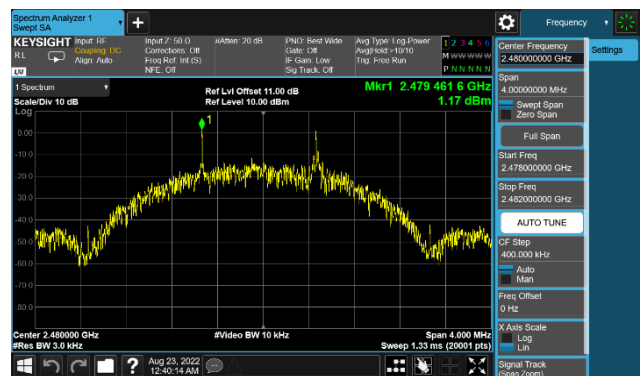 Spectrum Analyzer 1
Swept SA
Frequency
KEYSIGHT
Input: RF
Coupling: DC
Align: Auto
Input Z: 50 Ω
Corrections: Off
Freq Ref: Int (S)
NFE: Off
#Atten: 20 dB
PNO: Best Wide
Gate: Off
IF Gain: Low
Sig Track: Off
Avg Type: Log-Power
Avg|Hold:>10/10
Trig: Free Run
1 2 3 4 5 6
M W W W W W
P N N N N N
RL
LXI
Center Frequency
2.480000000 GHz
Settings
Span
4.00000000 MHz
Swept Span
Zero Span
Full Span
Start Freq
2.478000000 GHz
Stop Freq
2.482000000 GHz
AUTO TUNE
CF Step
400.000 kHz
Auto
Man
Freq Offset
0 Hz
X Axis Scale
Log
Lin
Signal Track
(Span Zoom)
1 Spectrum
Scale/Div 10 dB
Log
Ref Lvl Offset 11.00 dB
Ref Level 10.00 dBm
Mkr1 2.479 461 6 GHz
1.17 dBm
1
0.00
-10.0
-20.0
-30.0
-40.0
-50.0
-60.0
-70.0
-80.0
Center 2.480000 GHz
#Res BW 3.0 kHz
#Video BW 10 kHz
Span 4.000 MHz
Sweep 1.33 ms (20001 pts)
?
Aug 23, 2022
12:40:14 AM